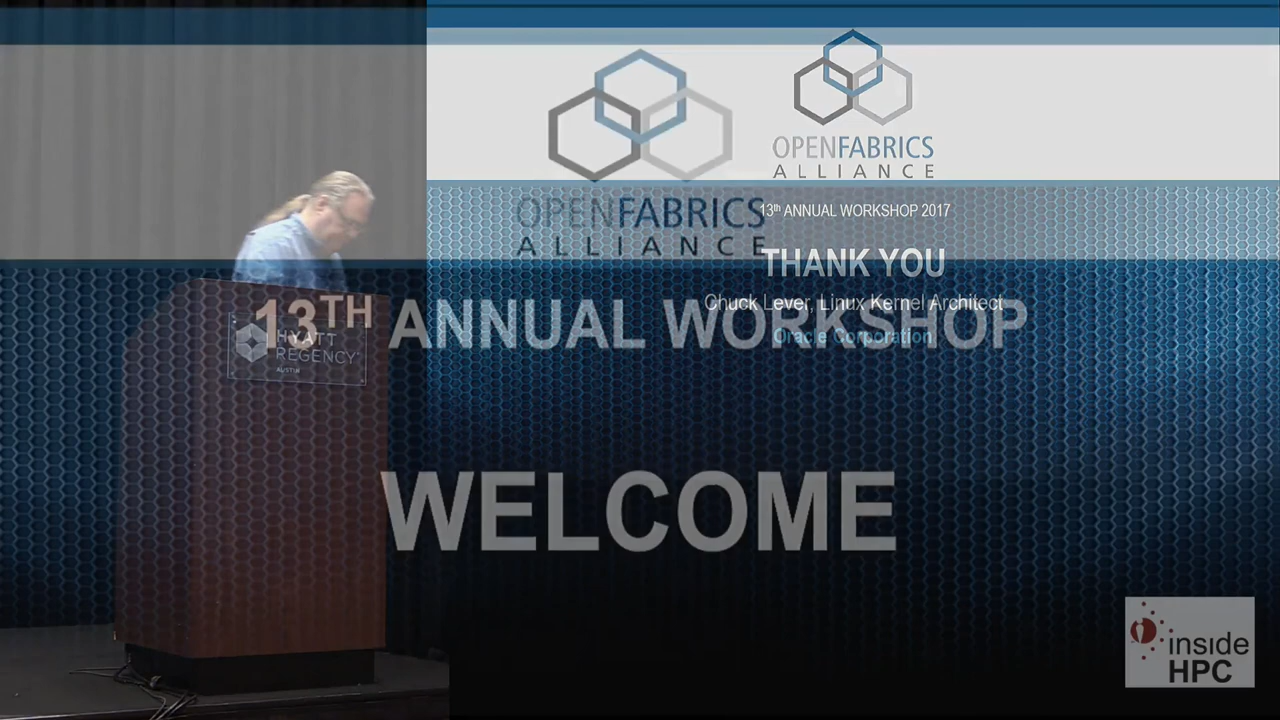 OPENFABRICS
ALLIANCE
13th ANNUAL WORKSHOP 2017
THANK YOU
Chuck Lever, Linux Kernel Architect
Oracle Corporation
OPENFABRICS
ALLIANCE
13TH ANNUAL WORKSHOP
WELCOME
HYATT
REGENCY
AUSTIN
inside
HPC